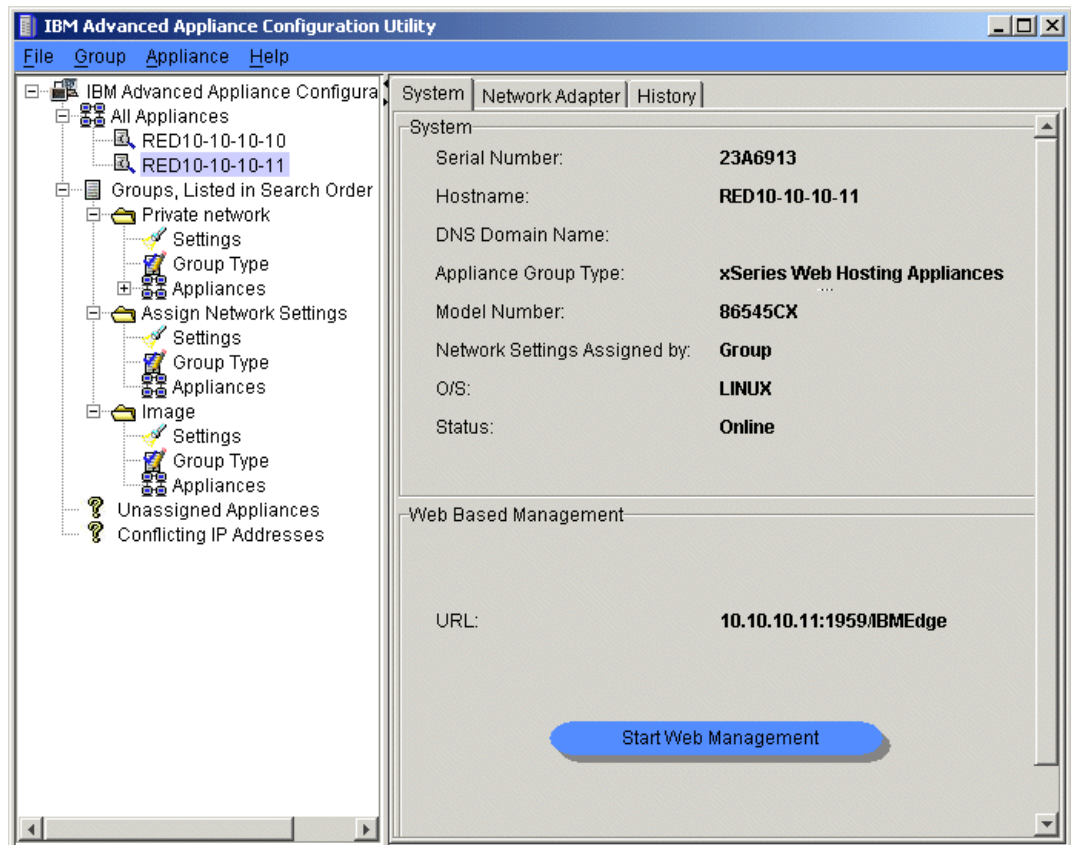 IBM Advanced Appliance Configuration Utility
File Group Appliance Help
IBM Advanced Appliance Configura
All Appliances
RED10-10-10-10
RED10-10-10-11
Groups, Listed in Search Order
Private network
Settings
Group Type
Appliances
Assign Network Settings
Settings
Group Type
Appliances
Image
Settings
Group Type
Appliances
Unassigned Appliances
Conflicting IP Addresses
System Network Adapter History
System
Serial Number: 23A6913
Hostname: RED10-10-10-11
DNS Domain Name:
Appliance Group Type: xSeries Web Hosting Appliances
Model Number: 86545CX
Network Settings Assigned by: Group
O/S: LINUX
Status: Online
Web Based Management
URL: 10.10.10.11:1959/IBMEdge
Start Web Management